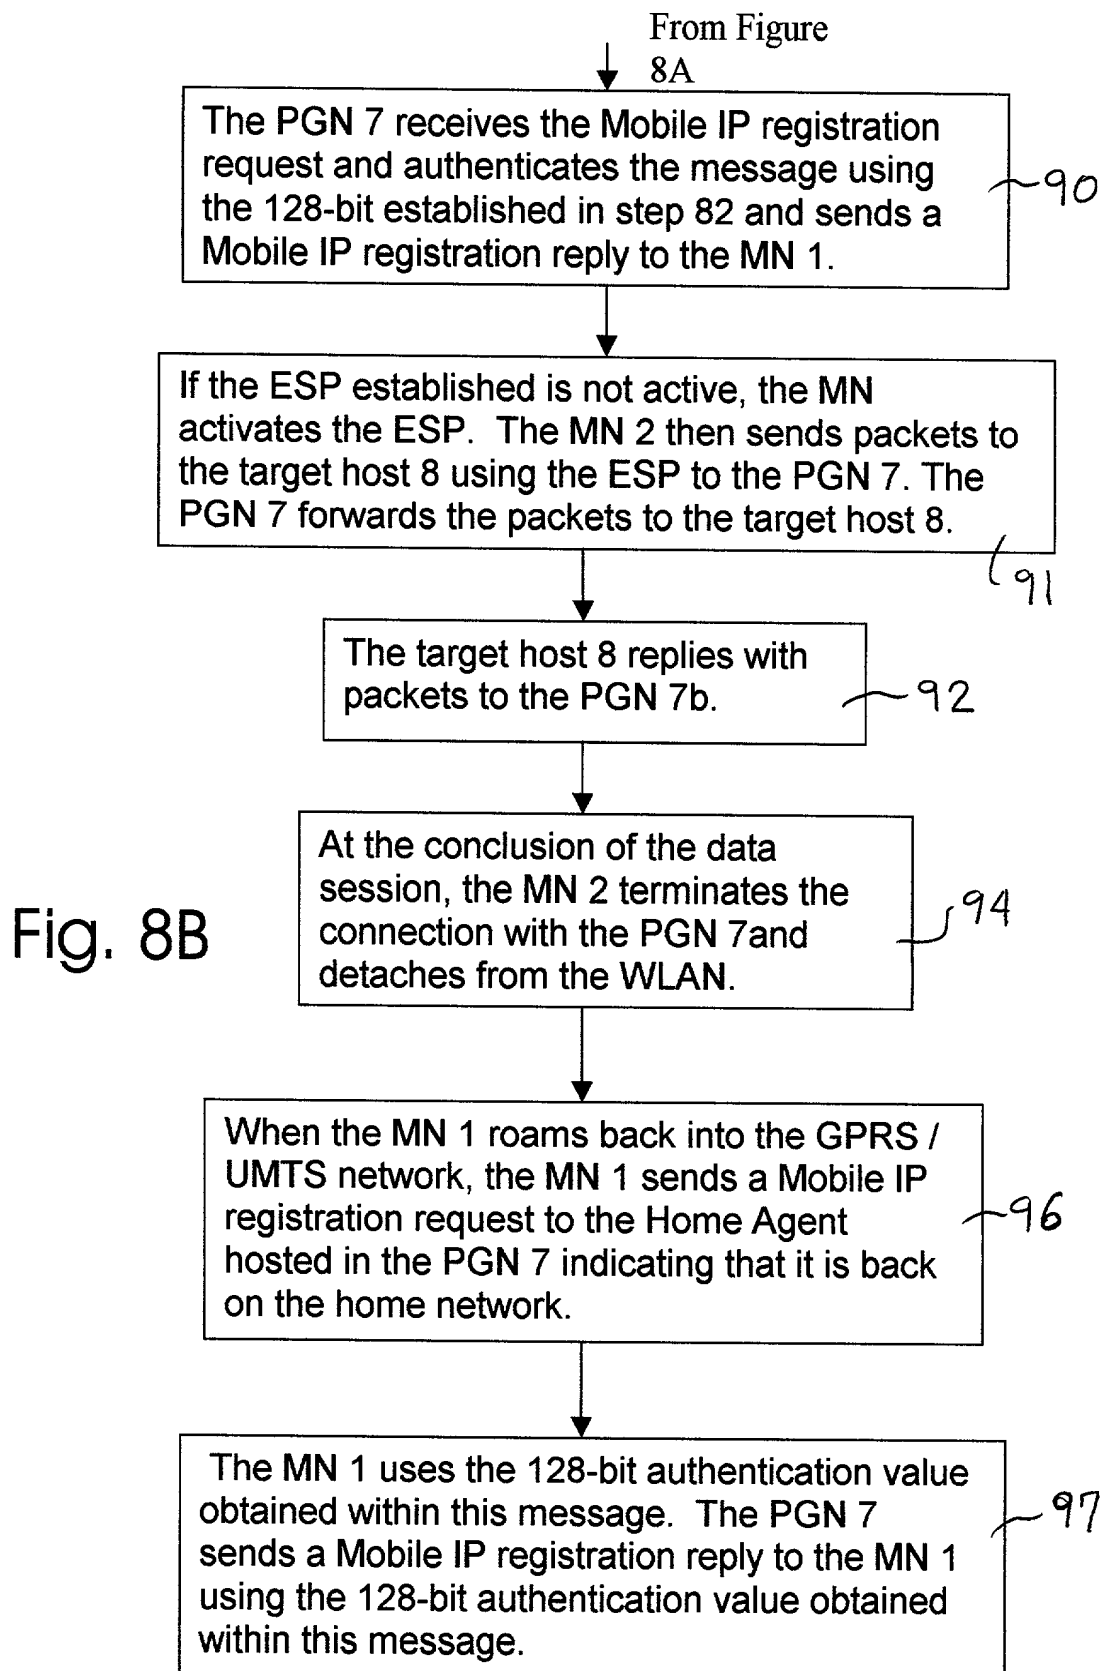 From Figure
8A
The PGN 7 receives the Mobile IP registration
request and authenticates the message using
the 128-bit established in step 82 and sends a
Mobile IP registration reply to the MN 1.
90
If the ESP established is not active, the MN
activates the ESP.  The MN 2 then sends packets to
the target host 8 using the ESP to the PGN 7. The
PGN 7 forwards the packets to the target host 8.
91
The target host 8 replies with
packets to the PGN 7b.
92
At the conclusion of the data
session, the MN 2 terminates the
connection with the PGN 7and
detaches from the WLAN.
94
Fig. 8B
When the MN 1 roams back into the GPRS /
UMTS network, the MN 1 sends a Mobile IP
registration request to the Home Agent
hosted in the PGN 7 indicating that it is back
on the home network.
96
The MN 1 uses the 128-bit authentication value
obtained within this message.  The PGN 7
sends a Mobile IP registration reply to the MN 1
using the 128-bit authentication value obtained
within this message.
97